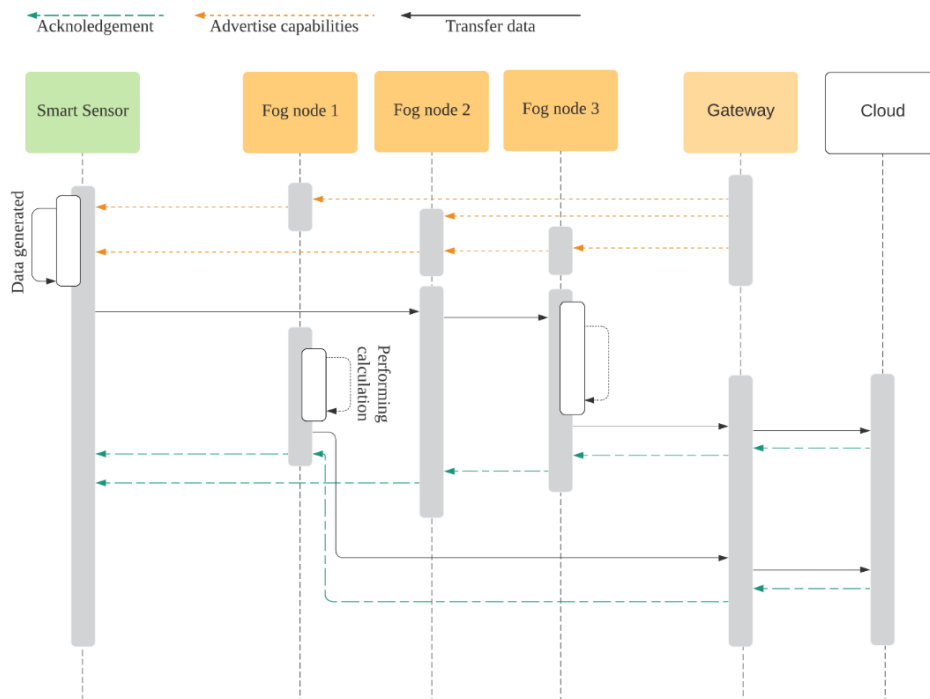 Acknoledgement
Advertise capabilities
Transfer data
Smart Sensor
Fog node 1
Fog node 2
Fog node 3
Gateway
Cloud
Data generated
Performing
calculation